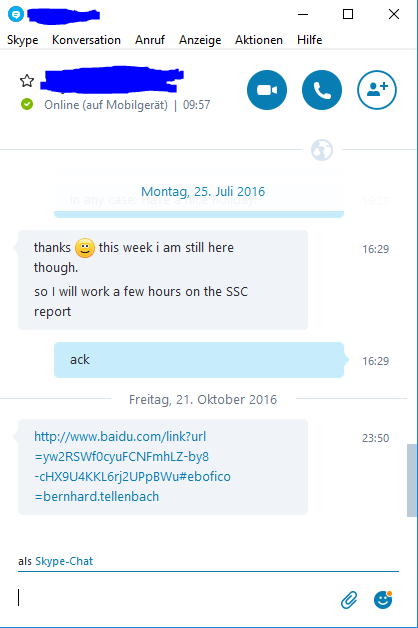 Skype Konversation Anruf Anzeige Aktionen Hilfe
Online (auf Mobilgerät) | 09:57
Montag, 25. Juli 2016
thanks this week i am still here 16:29
though.
so I will work a few hours on the SSC
report
ack 16:29
Freitag, 21. Oktober 2016
http://www.baidu.com/link?url 23:50
=yw2RSWf0cyuFCNFmhLZ-by8
-cHX9U4KKL6rj2UPpBWu#ebofico
=bernhard.tellenbach
als Skype-Chat